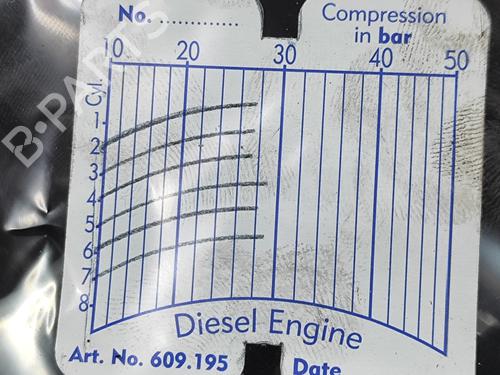 No. ..............
Compression
in bar
10 20 30 40 50
Cyl.
1
2
3
4
5
6
7
8
Diesel Engine
Art. No. 609.195
Date
B-PARTS